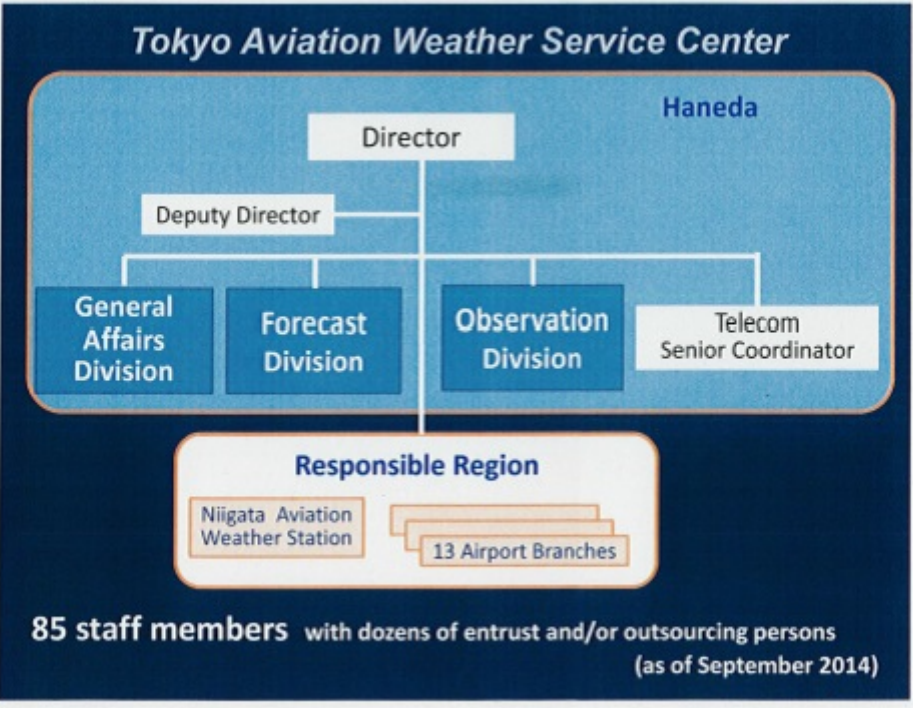 Tokyo Aviation Weather Service Center
Haneda
Director
Deputy Director
General
Affairs
Division
Forecast
Division
Observation
Division
Telecom
Senior Coordinator
Responsible Region
Niigata Aviation
Weather Station
13 Airport Branches
85 staff members with dozens of entrust and/or outsourcing persons
(as of September 2014)